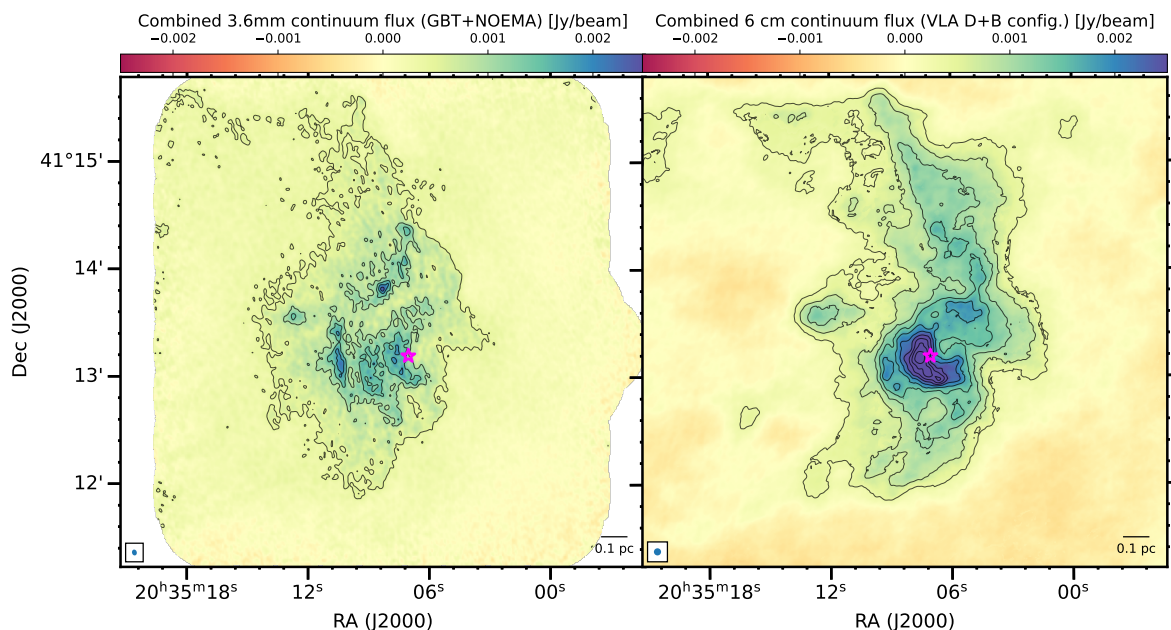 Combined 3.6mm continuum flux (GBT+NOEMA) [Jy/beam]
−0.002 −0.001 0.000 0.001 0.002
Combined 6 cm continuum flux (VLA D+B config.) [Jy/beam]
−0.002 −0.001 0.000 0.001 0.002
Dec (J2000)
41°15'
14'
13'
12'
0.1 pc
0.1 pc
20ʰ35ᵐ18ˢ 12ˢ 06ˢ 00ˢ
20ʰ35ᵐ18ˢ 12ˢ 06ˢ 00ˢ
RA (J2000)
RA (J2000)